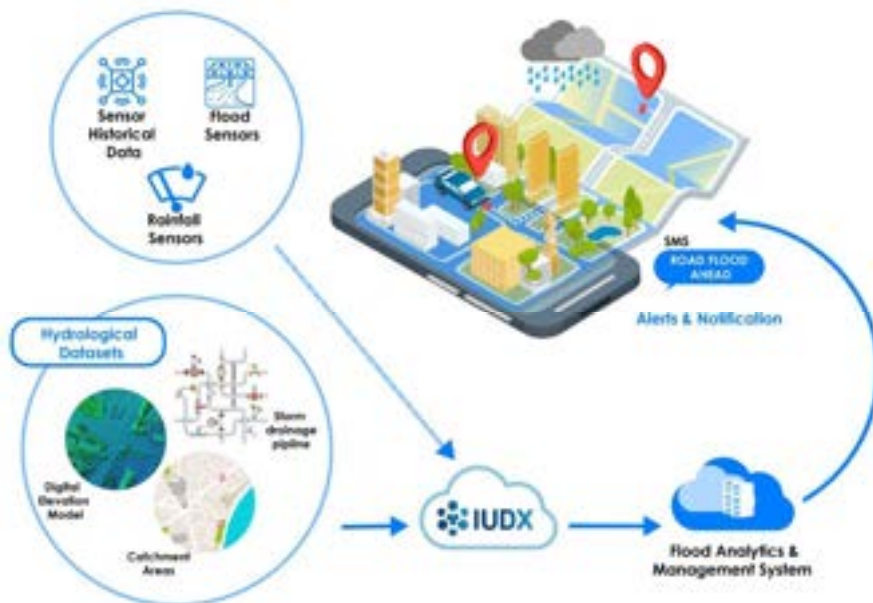 Sensor
Historical
Data
Flood
Sensors
Rainfall
Sensors
SMS
ROAD FLOOD
AHEAD
Alerts & Notification
Hydrological
Datasets
Storm
drainage
pipline
Digital
Elevation
Model
Catchment
Areas
IUDX
Flood Analytics &
Management System